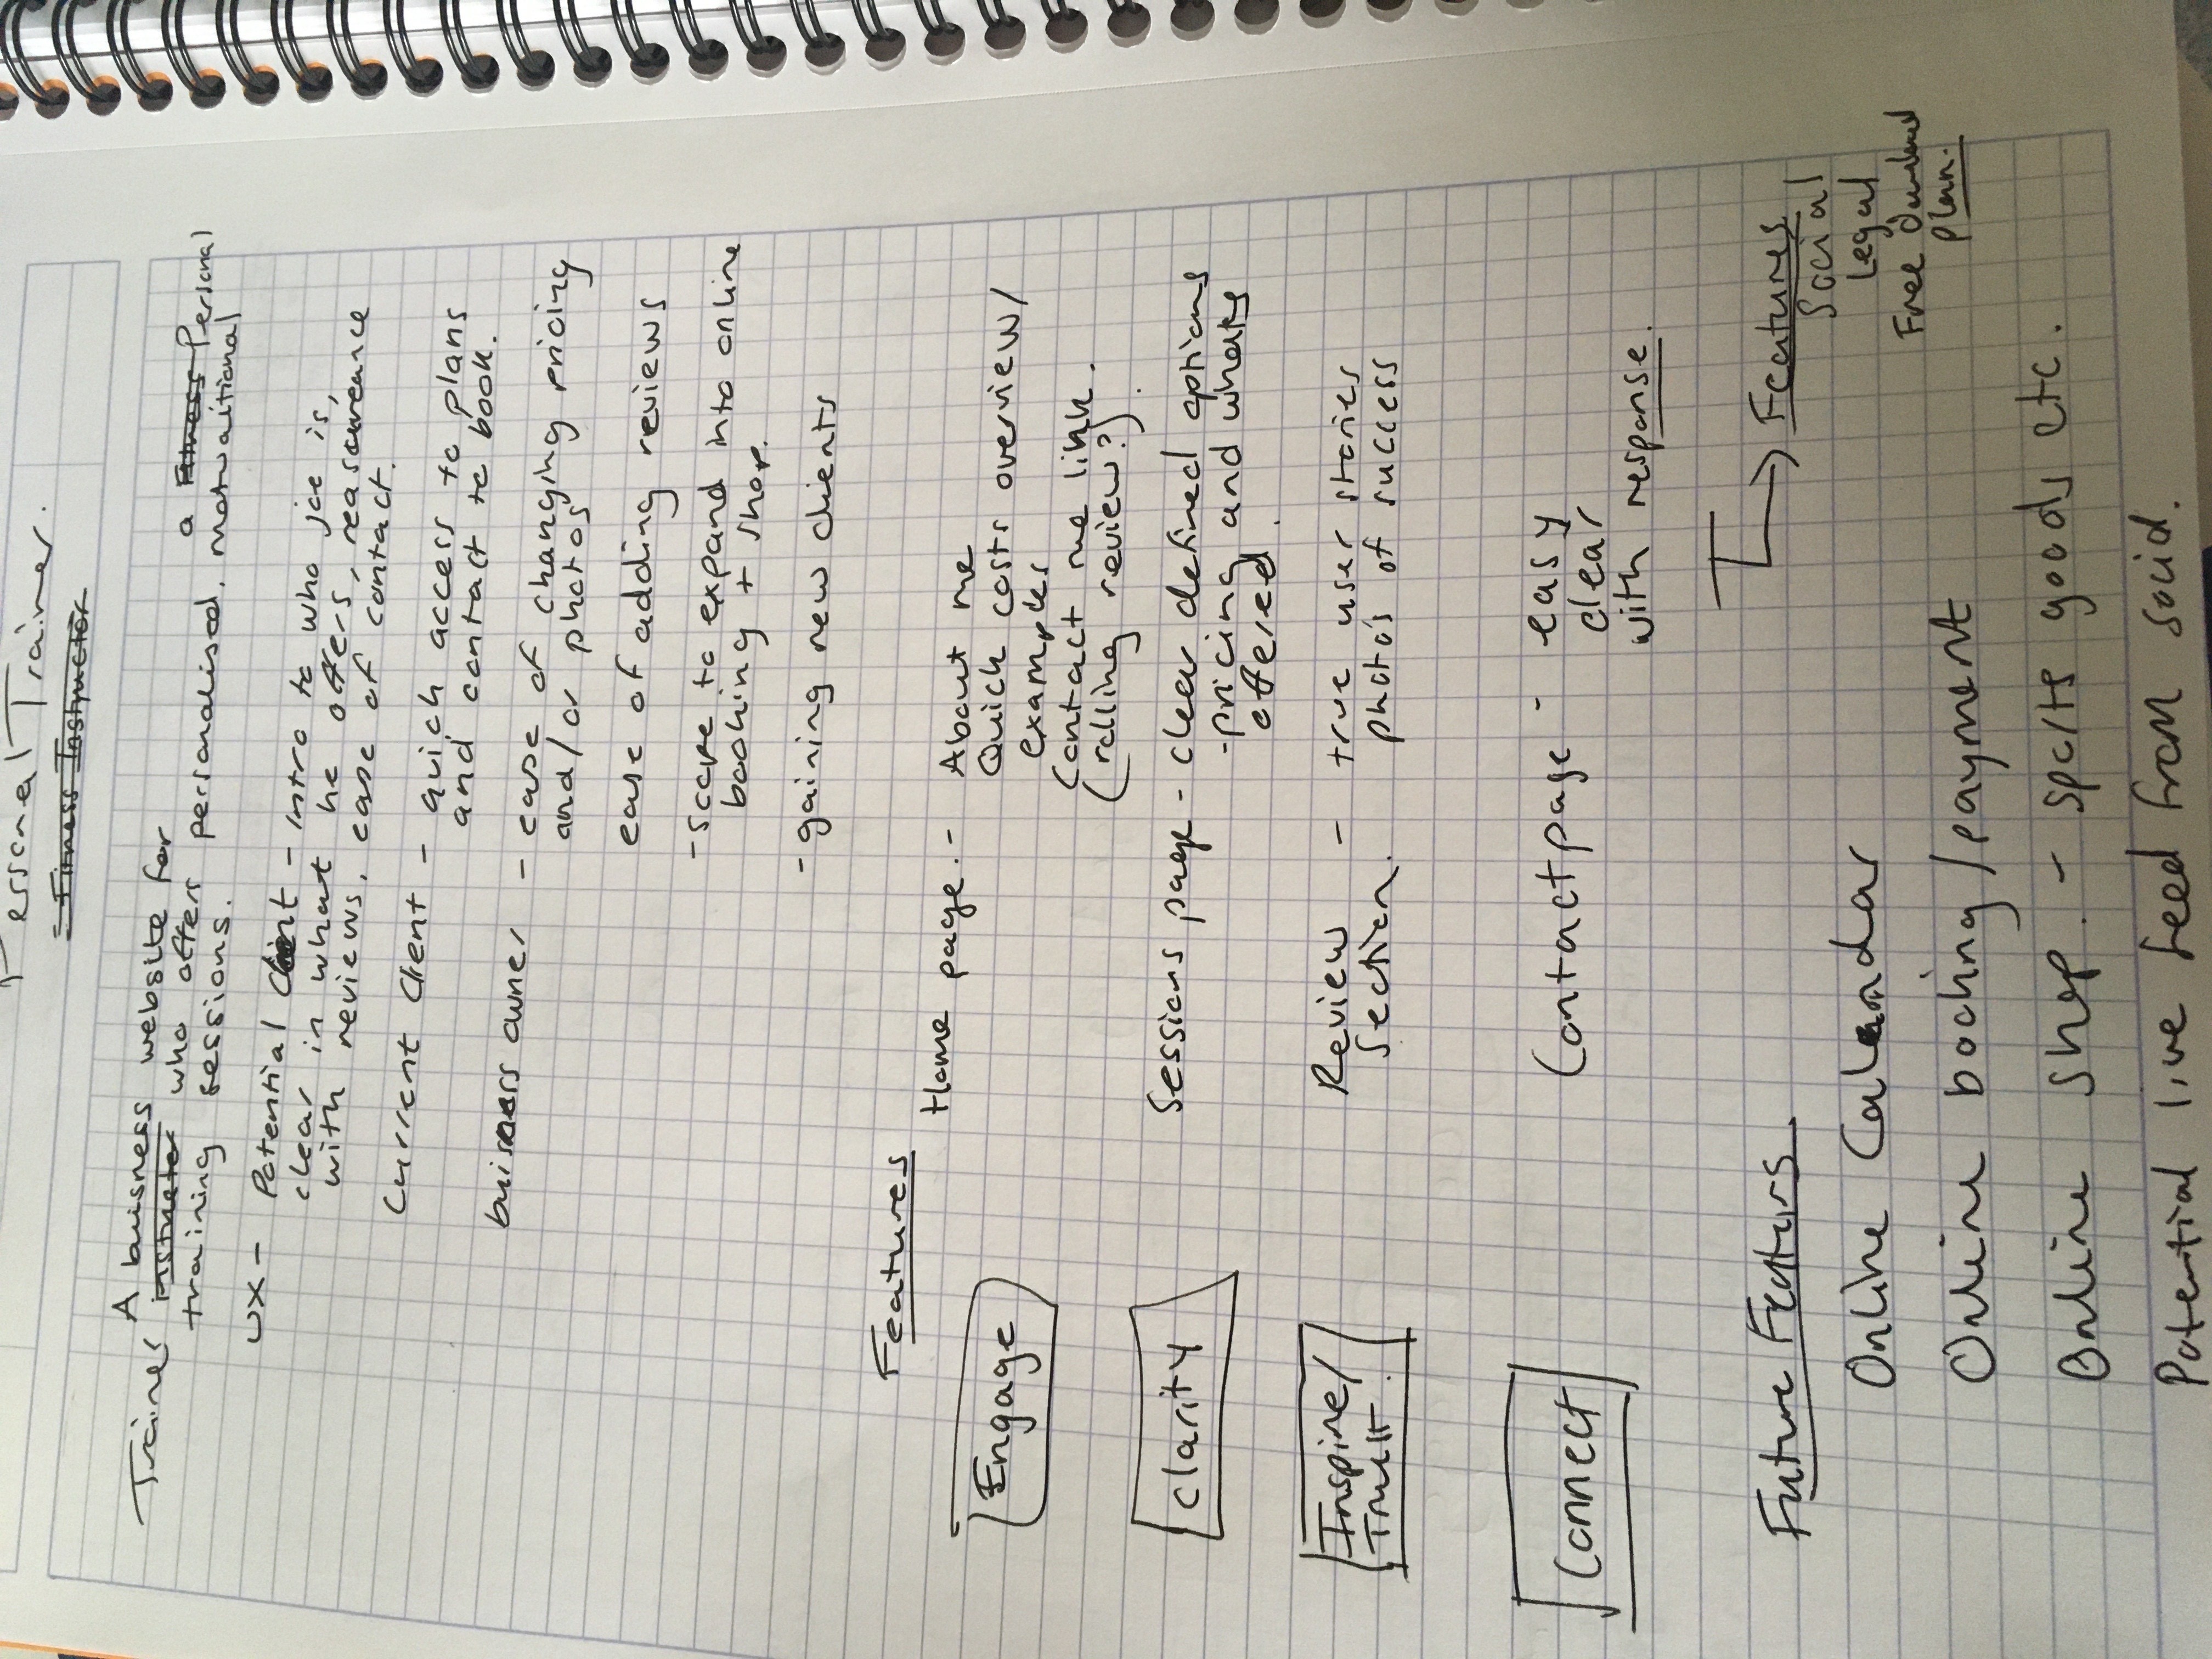 Personal Trainer.
Fitness Instructor
A buisness website for a Fitness Personal
Trainer instructor who offers personalised, motivaitional
training sessions.
UX - Potential Client - intro to who joe is,
clear in what he offers, reassureance
with reviews, ease of contact.
Current Client - quick access to plans
and contact to book.
buisness owner - ease of changing pricing
and/or photos
ease of adding reviews
- scope to expand into online
booking + shop.
- gaining new clients
Features
Home page. - About me
Engage
Quick costs overview/
examples
Contact me link.
(rolling review?).
Clarity
Sessions page - clear defined options
- pricing and whats
offered.
Inspire/
Trust.
Review - true user stories
Section. photo's of success
Connect
Contact page - easy
clear
with response.
Future Featurs.
Features
Social
Legal
Free Download
Plan.
Online Calendar
Online booking/payment
Online Shop. - sports goods etc.
Potential live feed from social.